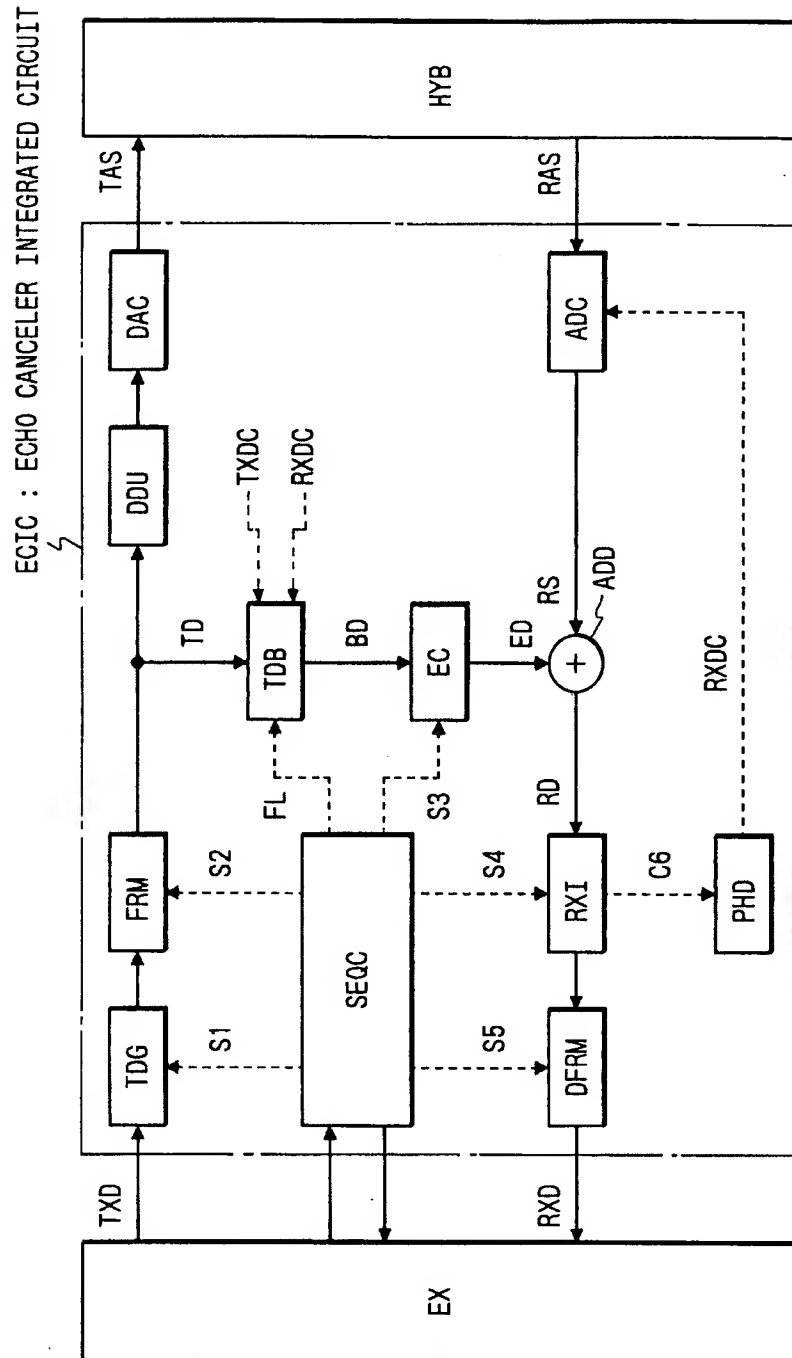 ECIC : ECHO CANCELER INTEGRATED CIRCUIT
EX
TXD
TDG
FRM
DDU
DAC
TAS
HYB
S1
S2
TD
TDB
TXDC
RXDC
FL
BD
SEQC
EC
S3
ED
S5
S4
RXD
DFRM
RXI
RD
+
ADD
RS
ADC
RAS
C6
PHD
RXDC